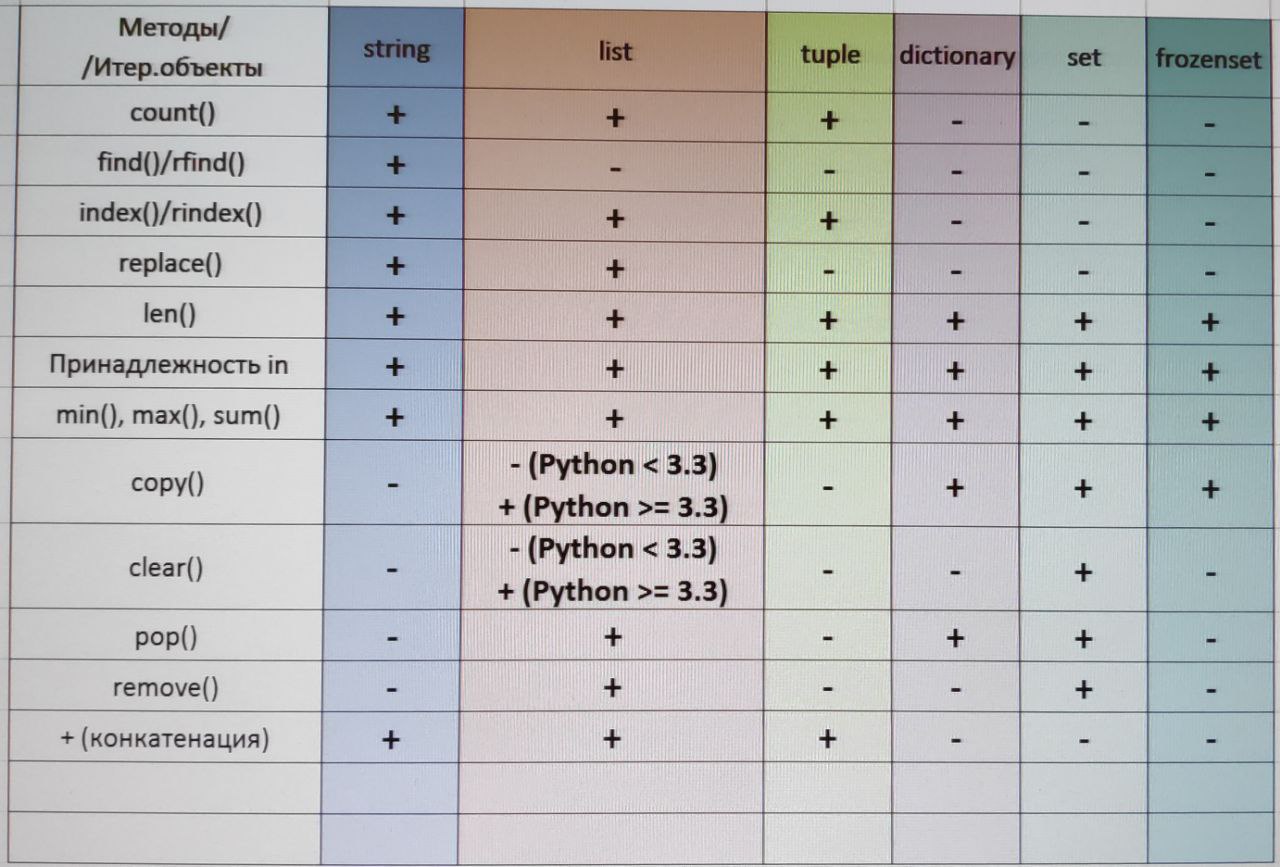 Методы/
/Итер.объекты string list tuple dictionary set frozenset
count() + + + - - -
find()/rfind() + - - - - -
index()/rindex() + + + - - -
replace() + + - - - -
len() + + + + + +
Принадлежность in + + + + + +
min(), max(), sum() + + + + + +
copy() - - (Python < 3.3)
+ (Python >= 3.3) - + + +
clear() - - (Python < 3.3)
+ (Python >= 3.3) - - + -
pop() - + - + + -
remove() - + - - + -
+ (конкатенация) + + + - - -